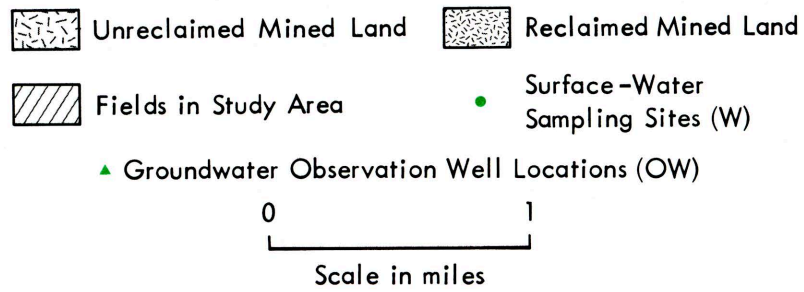 Unreclaimed Mined Land
Reclaimed Mined Land
Fields in Study Area
Surface-Water
Sampling Sites (W)
Groundwater Observation Well Locations (OW)
0 1
Scale in miles